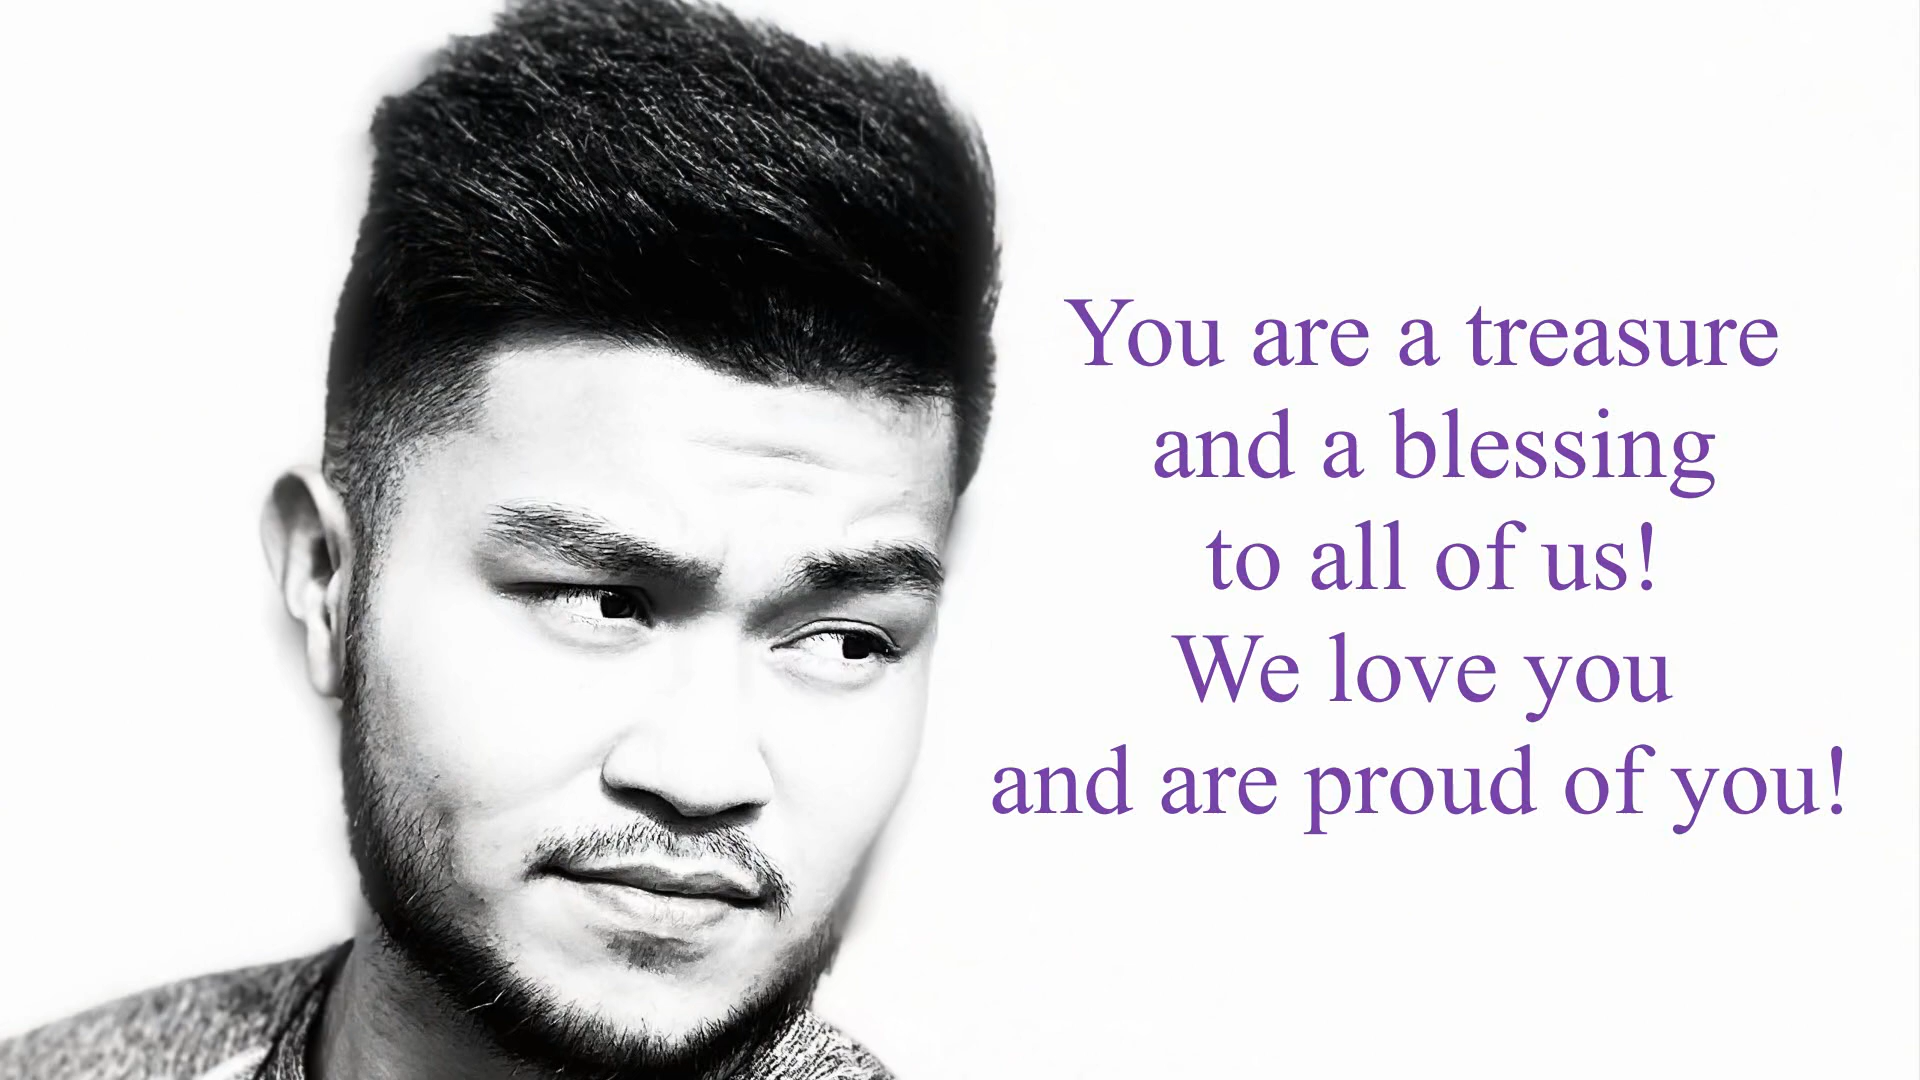 You are a treasure
and a blessing
to all of us!
We love you
and are proud of you!